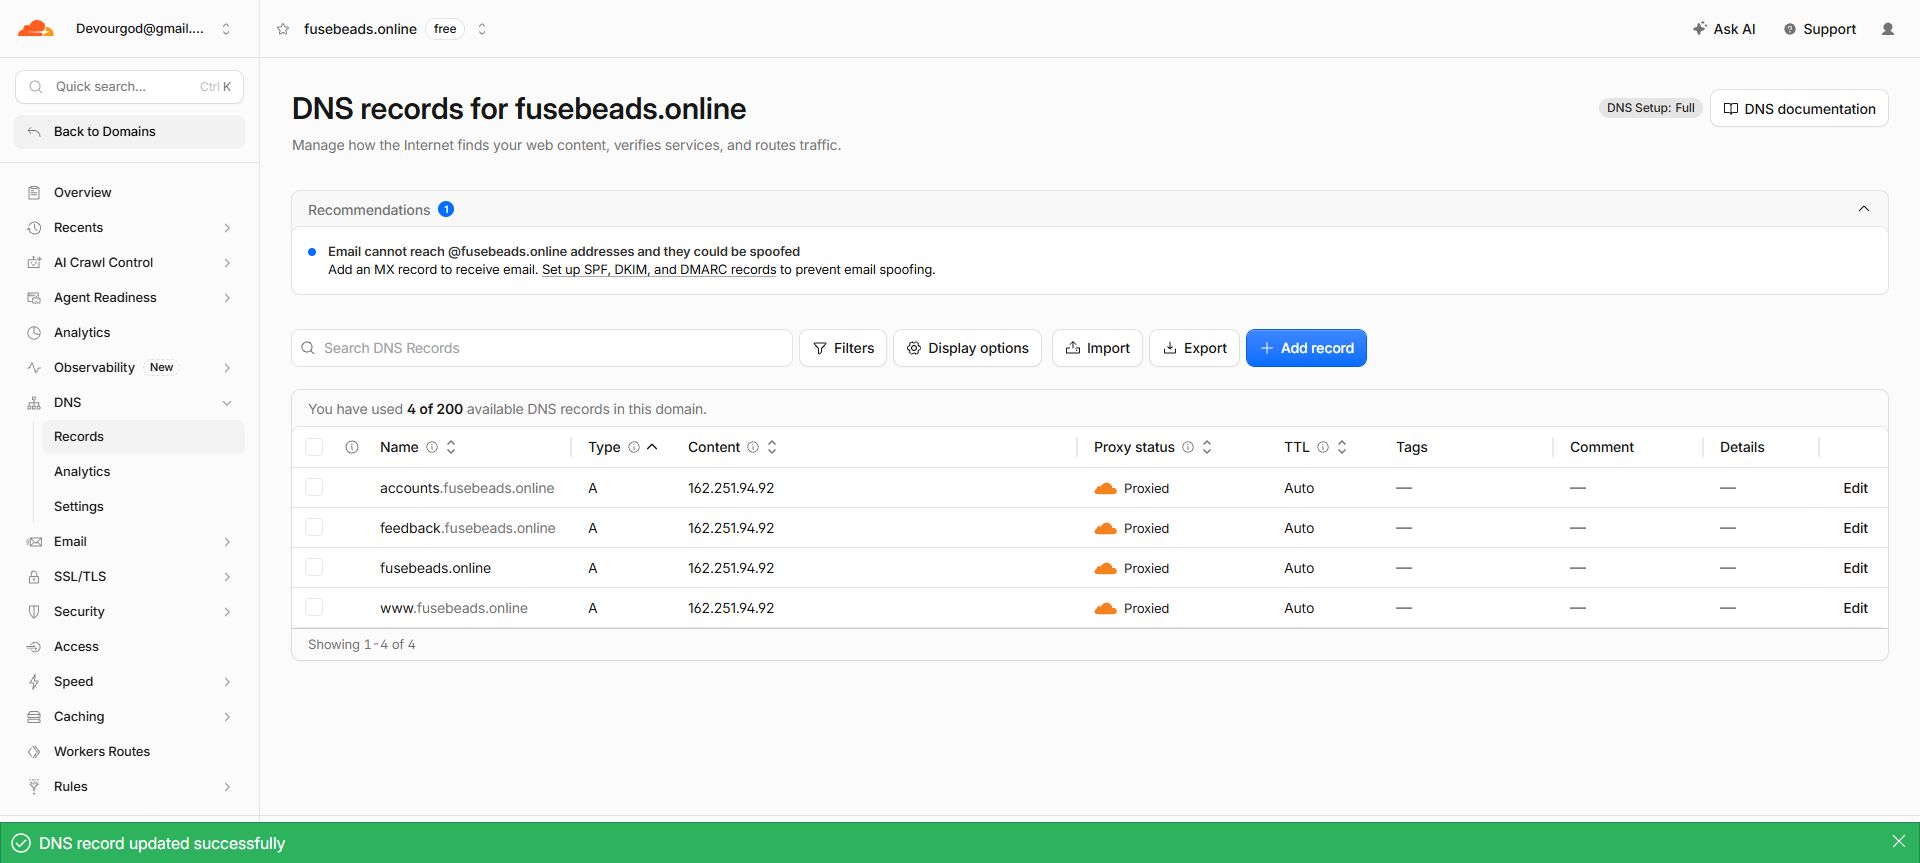 Devourgod@gmail....
fusebeads.online free
Ask AI
Support
Quick search... Ctrl K
Back to Domains
Overview
Recents
AI Crawl Control
Agent Readiness
Analytics
Observability New
DNS
Records
Analytics
Settings
Email
SSL/TLS
Security
Access
Speed
Caching
Workers Routes
Rules
DNS records for fusebeads.online
DNS Setup: Full
DNS documentation
Manage how the Internet finds your web content, verifies services, and routes traffic.
Recommendations 1
Email cannot reach @fusebeads.online addresses and they could be spoofed
Add an MX record to receive email. Set up SPF, DKIM, and DMARC records to prevent email spoofing.
Search DNS Records
Filters
Display options
Import
Export
+ Add record
You have used 4 of 200 available DNS records in this domain.
Name Type Content Proxy status TTL Tags Comment Details
accounts.fusebeads.online A 162.251.94.92 Proxied Auto — — — Edit
feedback.fusebeads.online A 162.251.94.92 Proxied Auto — — — Edit
fusebeads.online A 162.251.94.92 Proxied Auto — — — Edit
www.fusebeads.online A 162.251.94.92 Proxied Auto — — — Edit
Showing 1-4 of 4
DNS record updated successfully